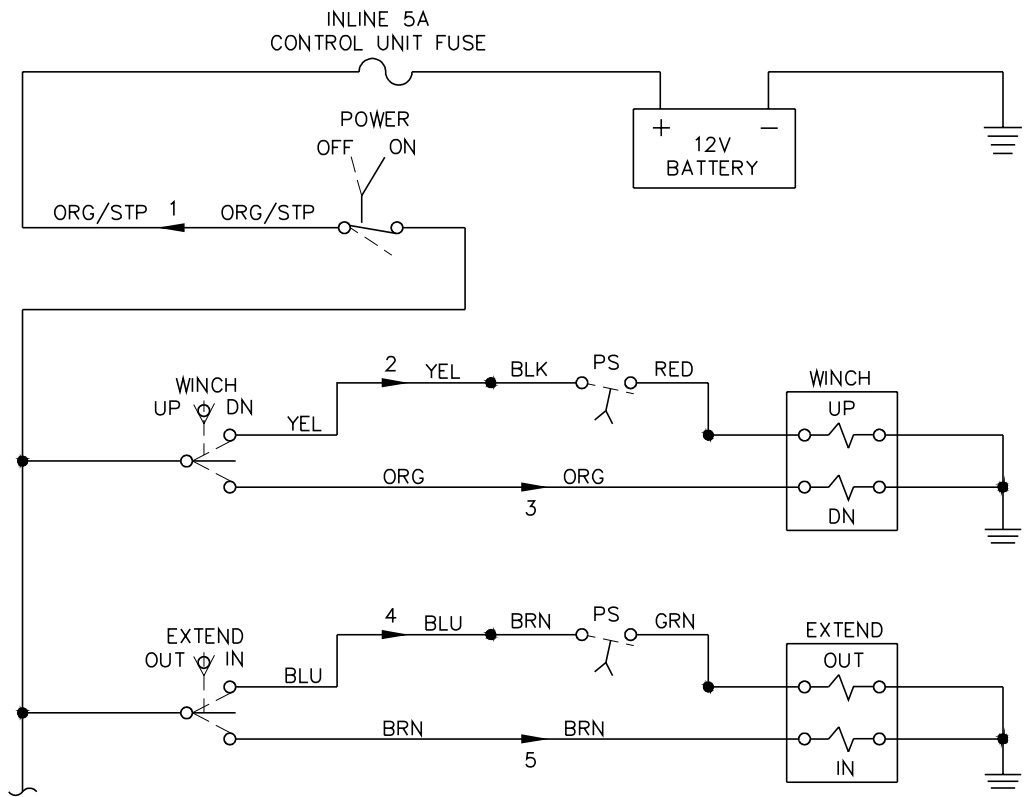 INLINE 5A
CONTROL UNIT FUSE
POWER
OFF ON
+ −
12V
BATTERY
ORG/STP 1 ORG/STP
2 YEL BLK PS RED
WINCH
UP DN
YEL
WINCH
UP
ORG ORG
3
DN
4 BLU BRN PS GRN
EXTEND
OUT IN
BLU
EXTEND
OUT
BRN BRN
5
IN